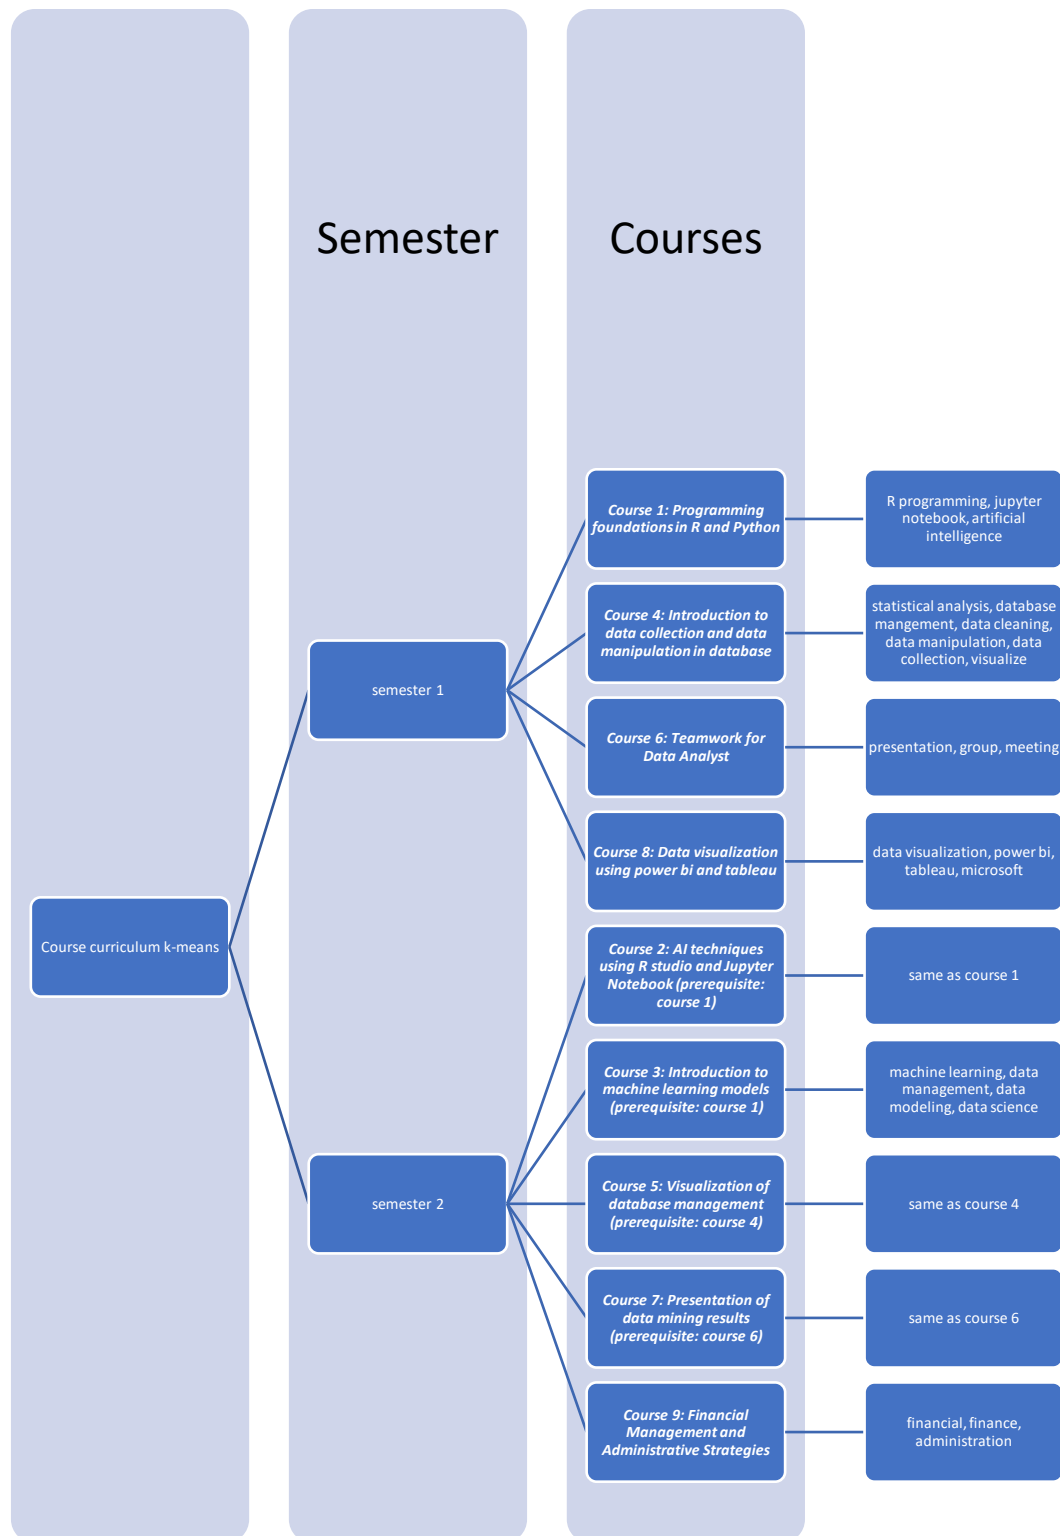 Semester
Courses
Course 1: Programming
foundations in R and Python
R programming, jupyter
notebook, artificial
intelligence
Course 4: Introduction to
data collection and data
manipulation in database
statistical analysis, database
mangement, data cleaning,
data manipulation, data
collection, visualize
semester 1
Course 6: Teamwork for
Data Analyst
presentation, group, meeting
Course 8: Data visualization
using power bi and tableau
data visualization, power bi,
tableau, microsoft
Course curriculum k-means
Course 2: AI techniques
using R studio and Jupyter
Notebook (prerequisite:
course 1)
same as course 1
Course 3: Introduction to
machine learning models
(prerequisite: course 1)
machine learning, data
management, data
modeling, data science
semester 2
Course 5: Visualization of
database management
(prerequisite: course 4)
same as course 4
Course 7: Presentation of
data mining results
(prerequisite: course 6)
same as course 6
Course 9: Financial
Management and
Administrative Strategies
financial, finance,
administration